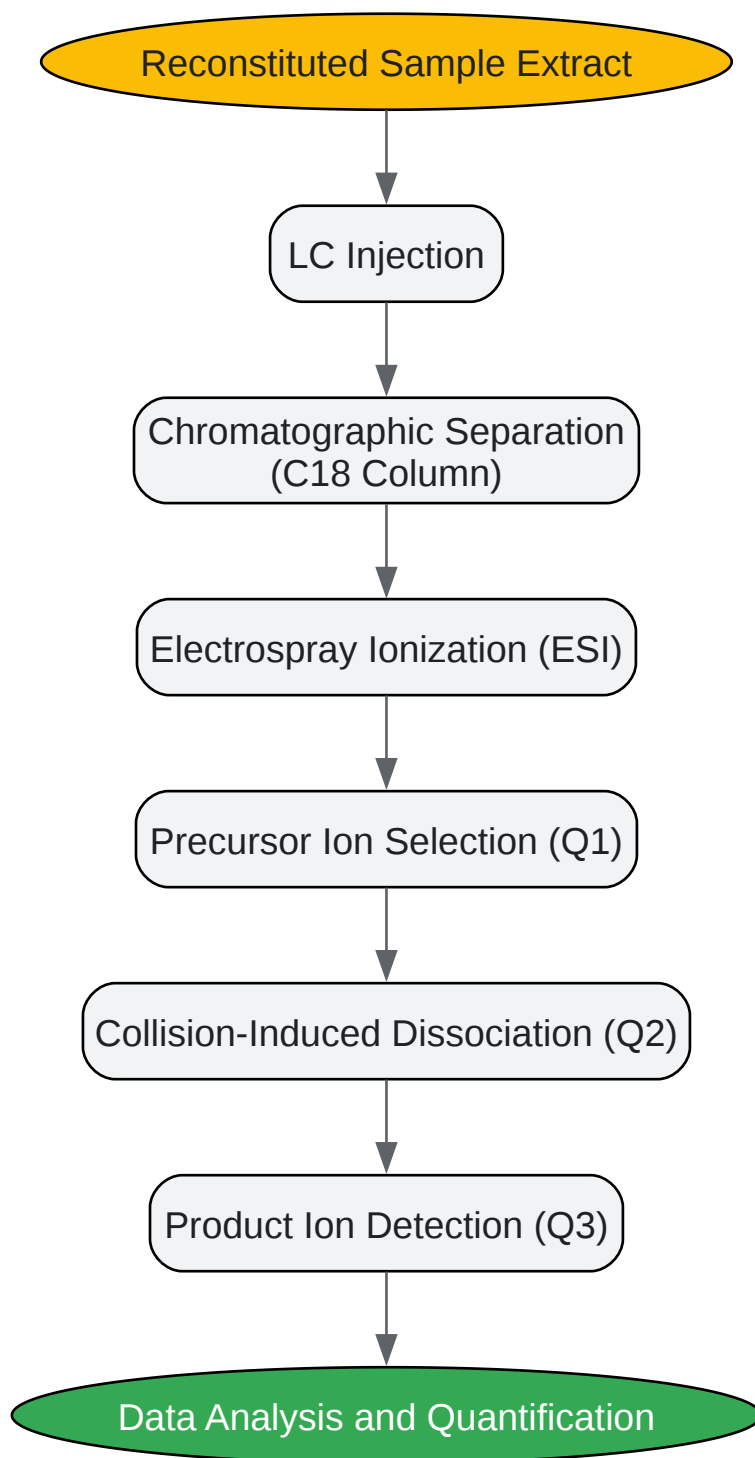 Reconstituted Sample Extract
LC Injection
Chromatographic Separation
(C18 Column)
Electrospray Ionization (ESI)
Precursor Ion Selection (Q1)
Collision-Induced Dissociation (Q2)
Product Ion Detection (Q3)
Data Analysis and Quantification